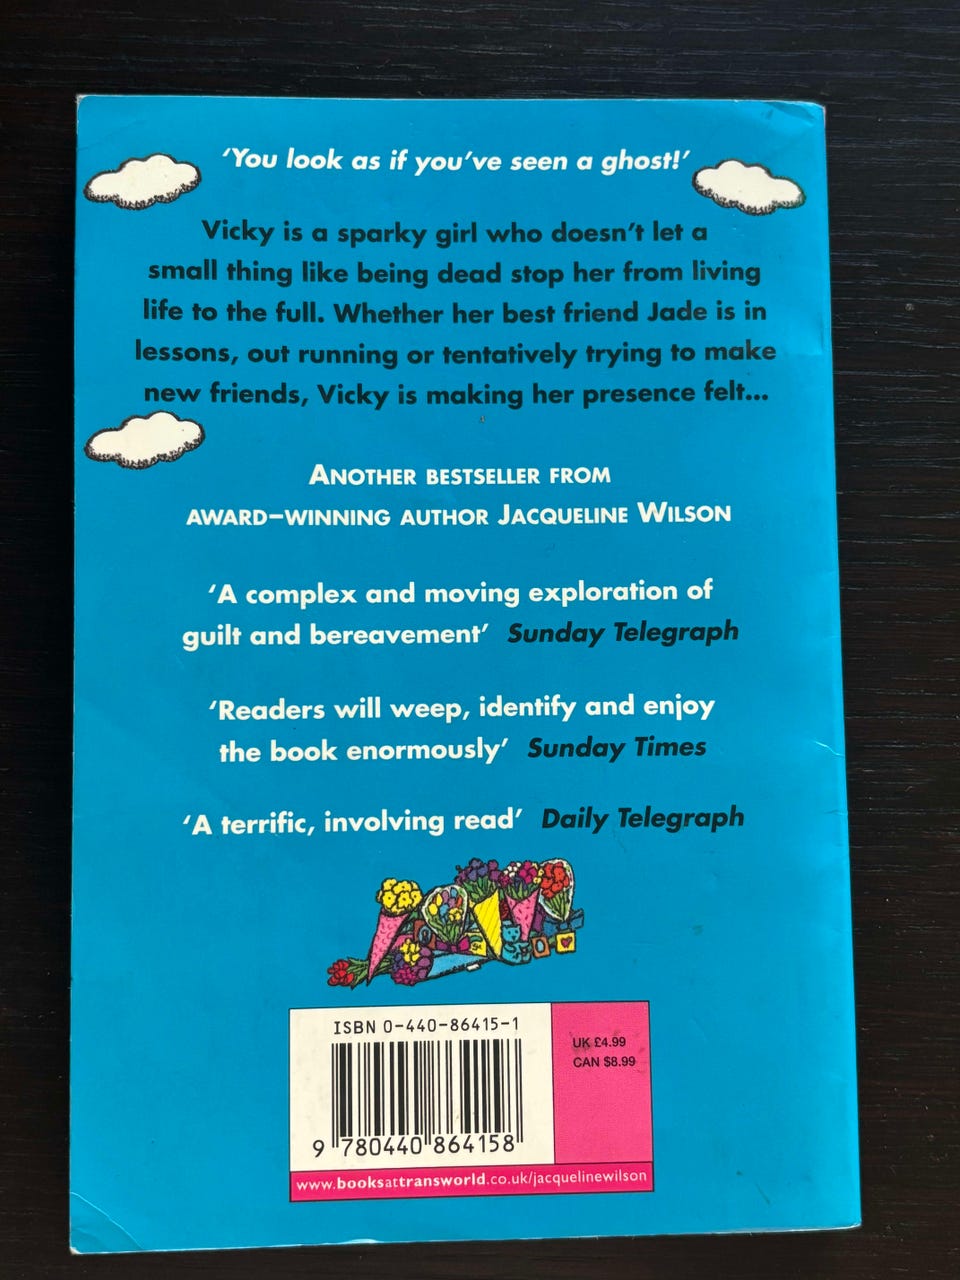 ‘You look as if you’ve seen a ghost!’
Vicky is a sparky girl who doesn’t let a
small thing like being dead stop her from living
life to the full. Whether her best friend Jade is in
lessons, out running or tentatively trying to make
new friends, Vicky is making her presence felt...
ANOTHER BESTSELLER FROM
AWARD–WINNING AUTHOR JACQUELINE WILSON
‘A complex and moving exploration of
guilt and bereavement’ Sunday Telegraph
‘Readers will weep, identify and enjoy
the book enormously’ Sunday Times
‘A terrific, involving read’ Daily Telegraph
ISBN 0-440-86415-1
UK £4.99
CAN $8.99
9 780440 864158
www.booksattransworld.co.uk/jacquelinewilson